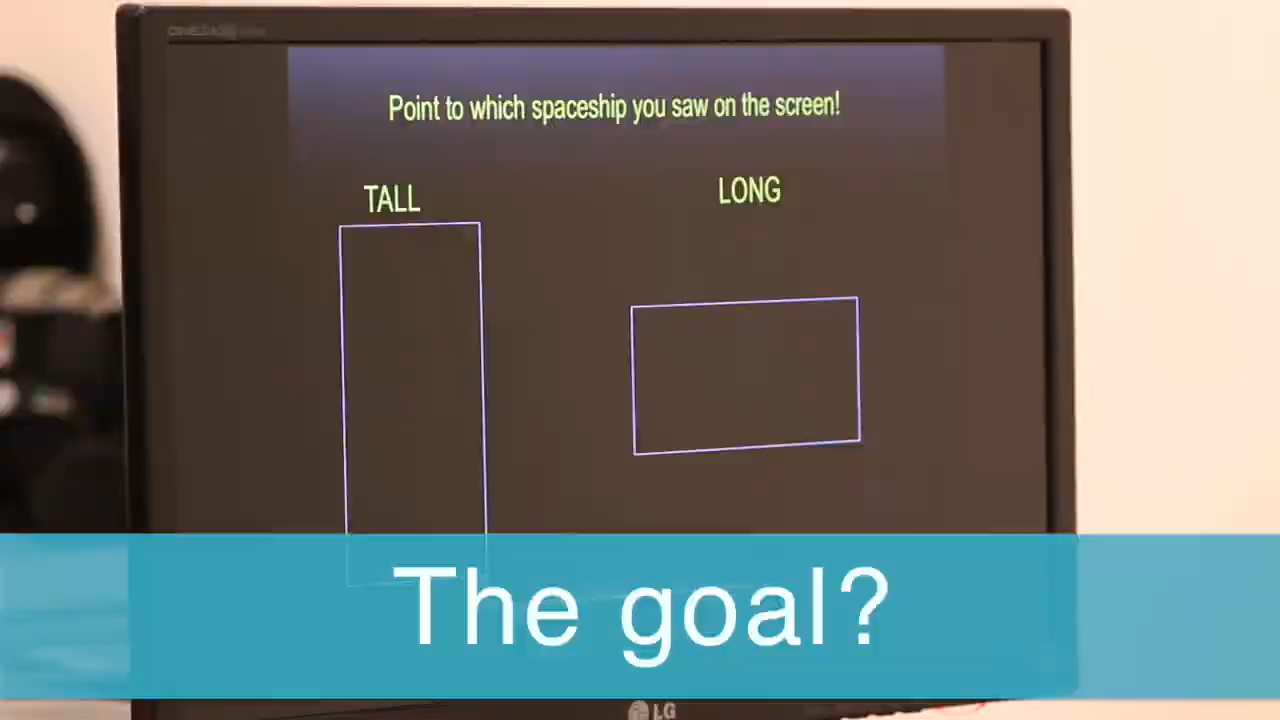 Point to which spaceship you saw on the screen!
TALL
LONG
The goal?
LG